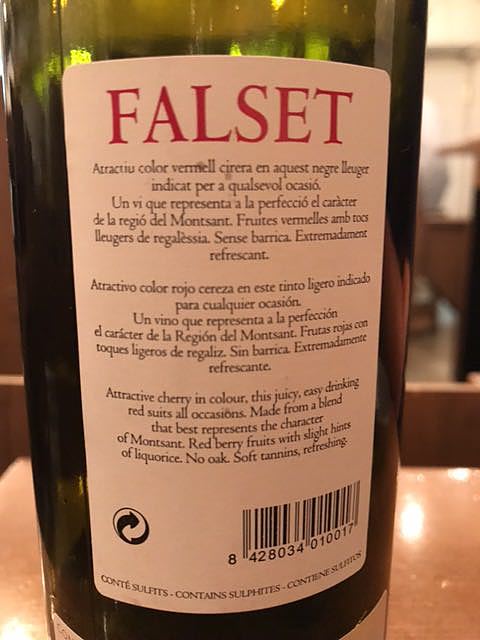 FALSET
Atractiu color vermell cirera en aquest negre lleuger
indicat per a qualsevol ocasió.
Un vi que representa a la perfecció el caràcter
de la regió del Montsant. Fruites vermelles amb tocs
lleugers de regalèssia. Sense barrica. Extremadament
refrescant.
Atractivo color rojo cereza en este tinto ligero indicado
para cualquier ocasión.
Un vino que representa a la perfección
el carácter de la Región del Montsant. Frutas rojas con
toques ligeros de regaliz. Sin barrica. Extremadamente
refrescante.
Attractive cherry in colour, this juicy, easy drinking
red suits all occasions. Made from a blend
that best represents the character
of Montsant. Red berry fruits with slight hints
of liquorice. No oak. Soft tannins, refreshing.
8 428034 010017
CONTÉ SULFITS - CONTAINS SULPHITES - CONTIENE SULFITOS